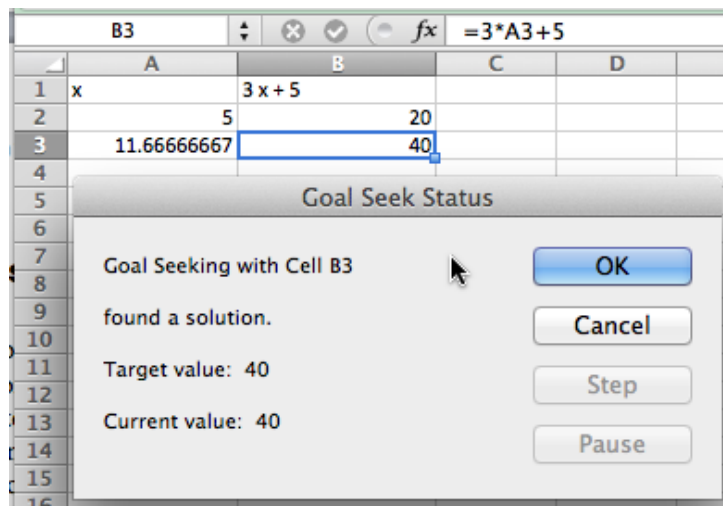 B3 fx =3*A3+5
A B C D
1 x 3 x + 5
2 5 20
3 11.66666667 40
4
5 Goal Seek Status
6
7 Goal Seeking with Cell B3 OK
8
9 found a solution.
10 Cancel
11 Target value: 40
12 Step
13 Current value: 40
14 Pause
15
16